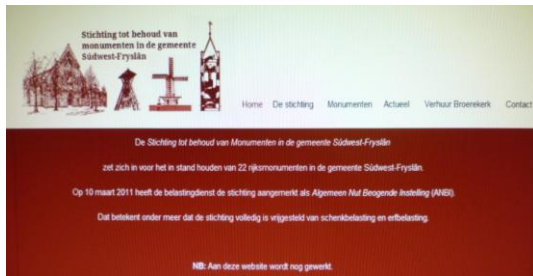 Stichting tot behoud van
monumenten in de gemeente
Súdwest-Fryslân
Home De stichting Monumenten Actueel Verhuur Broerekerk Contact
De Stichting tot behoud van Monumenten in de gemeente Súdwest-Fryslân
zet zich in voor het in stand houden van 22 rijksmonumenten in de gemeente Súdwest-Fryslân.
Op 10 maart 2011 heeft de belastingdienst de stichting aangemerkt als Algemeen Nut Beogende Instelling (ANBI).
Dat betekent onder meer dat de stichting volledig is vrijgesteld van schenkbelasting en erfbelasting.
NB: Aan deze website wordt nog gewerkt.